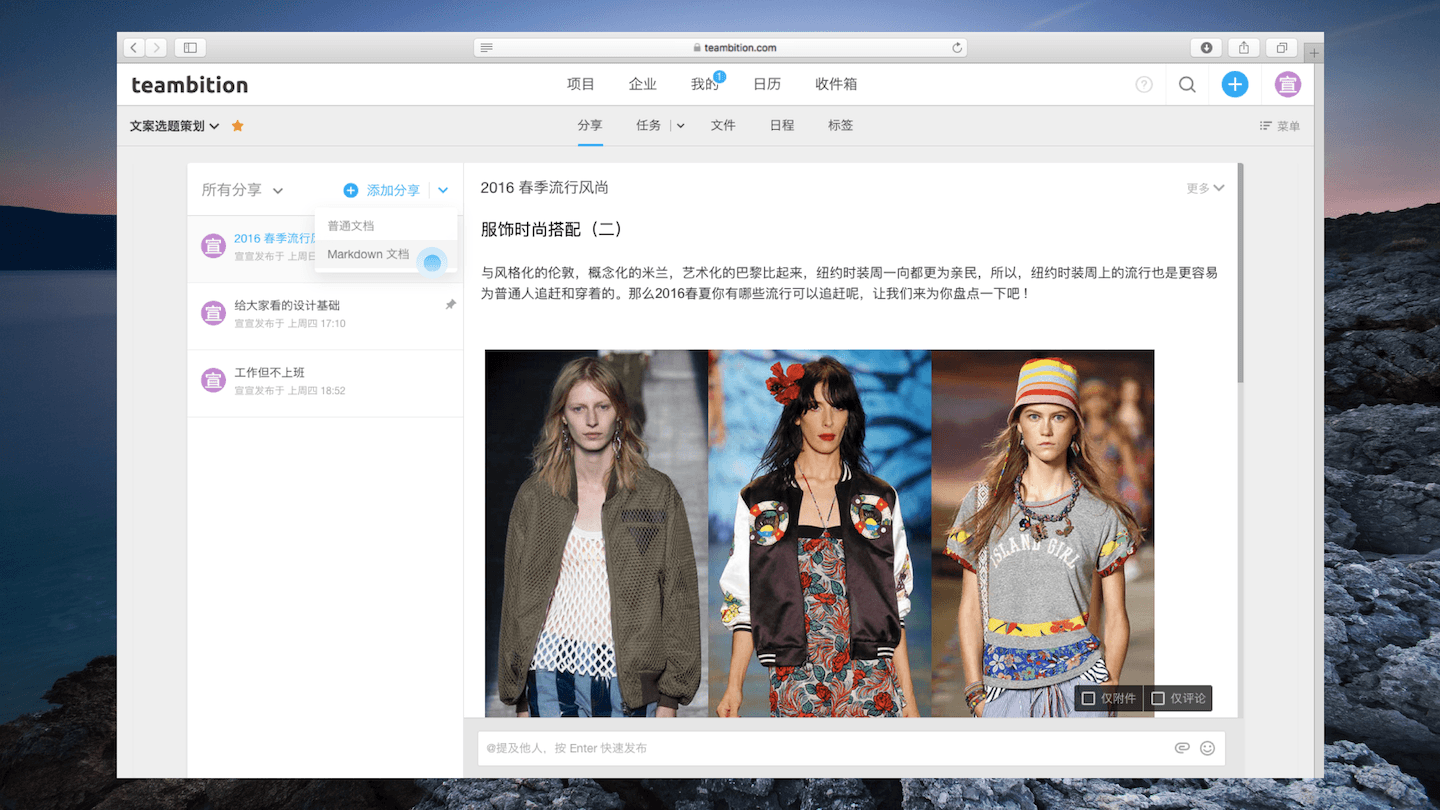 teambition.com
teambition
项目 企业 我的 1 日历 收件箱
宣
文案选题策划
分享 任务 文件 日程 标签
菜单
所有分享
添加分享
普通文档
Markdown 文档
宣
2016 春季流行
宣宣发布于 上周
宣
给大家看的设计基础
宣宣发布于 上周四 17:10
宣
工作但不上班
宣宣发布于 上周四 18:52
2016 春季流行风尚
更多
服饰时尚搭配（二）
与风格化的伦敦，概念化的米兰，艺术化的巴黎比起来，纽约时装周一向都更为亲民，所以，纽约时装周上的流行也是更容易
为普通人追赶和穿着的。那么2016春夏你有哪些流行可以追赶呢，让我们来为你盘点一下吧！
ISLAND GIRL
仅附件 仅评论
@提及他人，按 Enter 快速发布